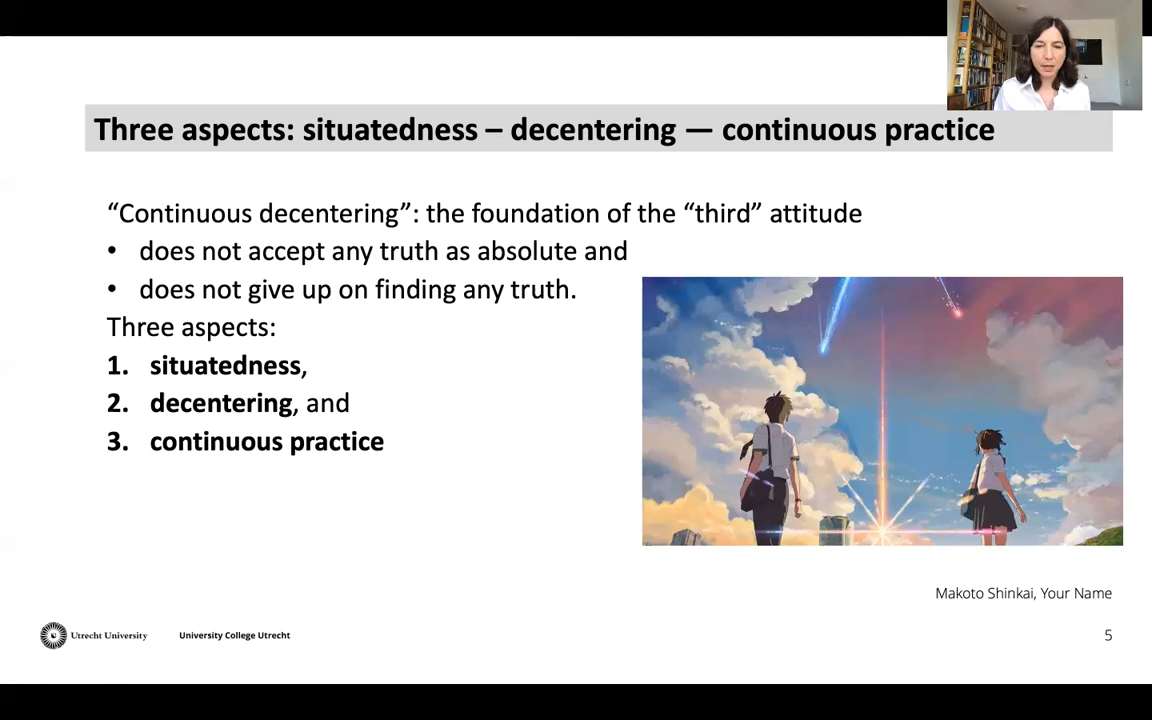 Three aspects: situatedness – decentering — continuous practice
“Continuous decentering”: the foundation of the “third” attitude
• does not accept any truth as absolute and
• does not give up on finding any truth.
Three aspects:
1. situatedness,
2. decentering, and
3. continuous practice
Makoto Shinkai, Your Name
Utrecht University
University College Utrecht
5